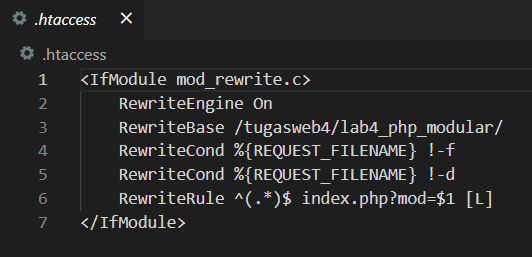 .htaccess ×
.htaccess
1 <IfModule mod_rewrite.c>
2     RewriteEngine On
3     RewriteBase /tugasweb4/lab4_php_modular/
4     RewriteCond %{REQUEST_FILENAME} !-f
5     RewriteCond %{REQUEST_FILENAME} !-d
6     RewriteRule ^(.*)$ index.php?mod=$1 [L]
7 </IfModule>